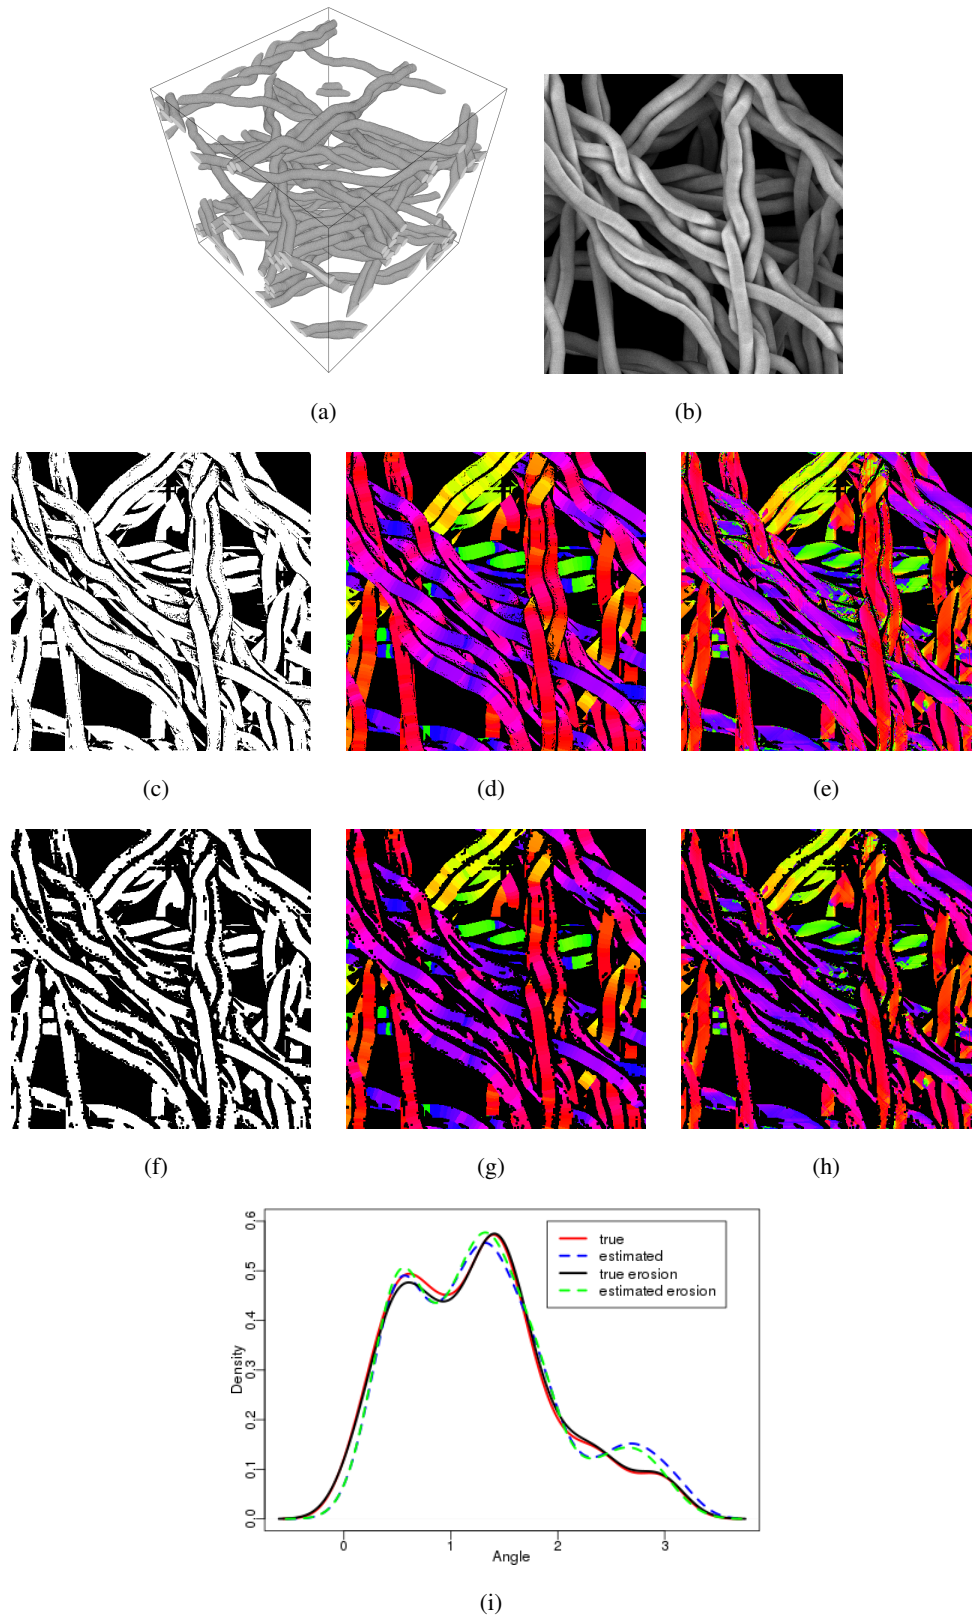 (a)
(b)
(c)
(d)
(e)
(f)
(g)
(h)
0.6
0.5
0.4
0.3
0.2
0.1
0.0
Density
true
estimated
true erosion
estimated erosion
0
1
2
3
Angle
(i)